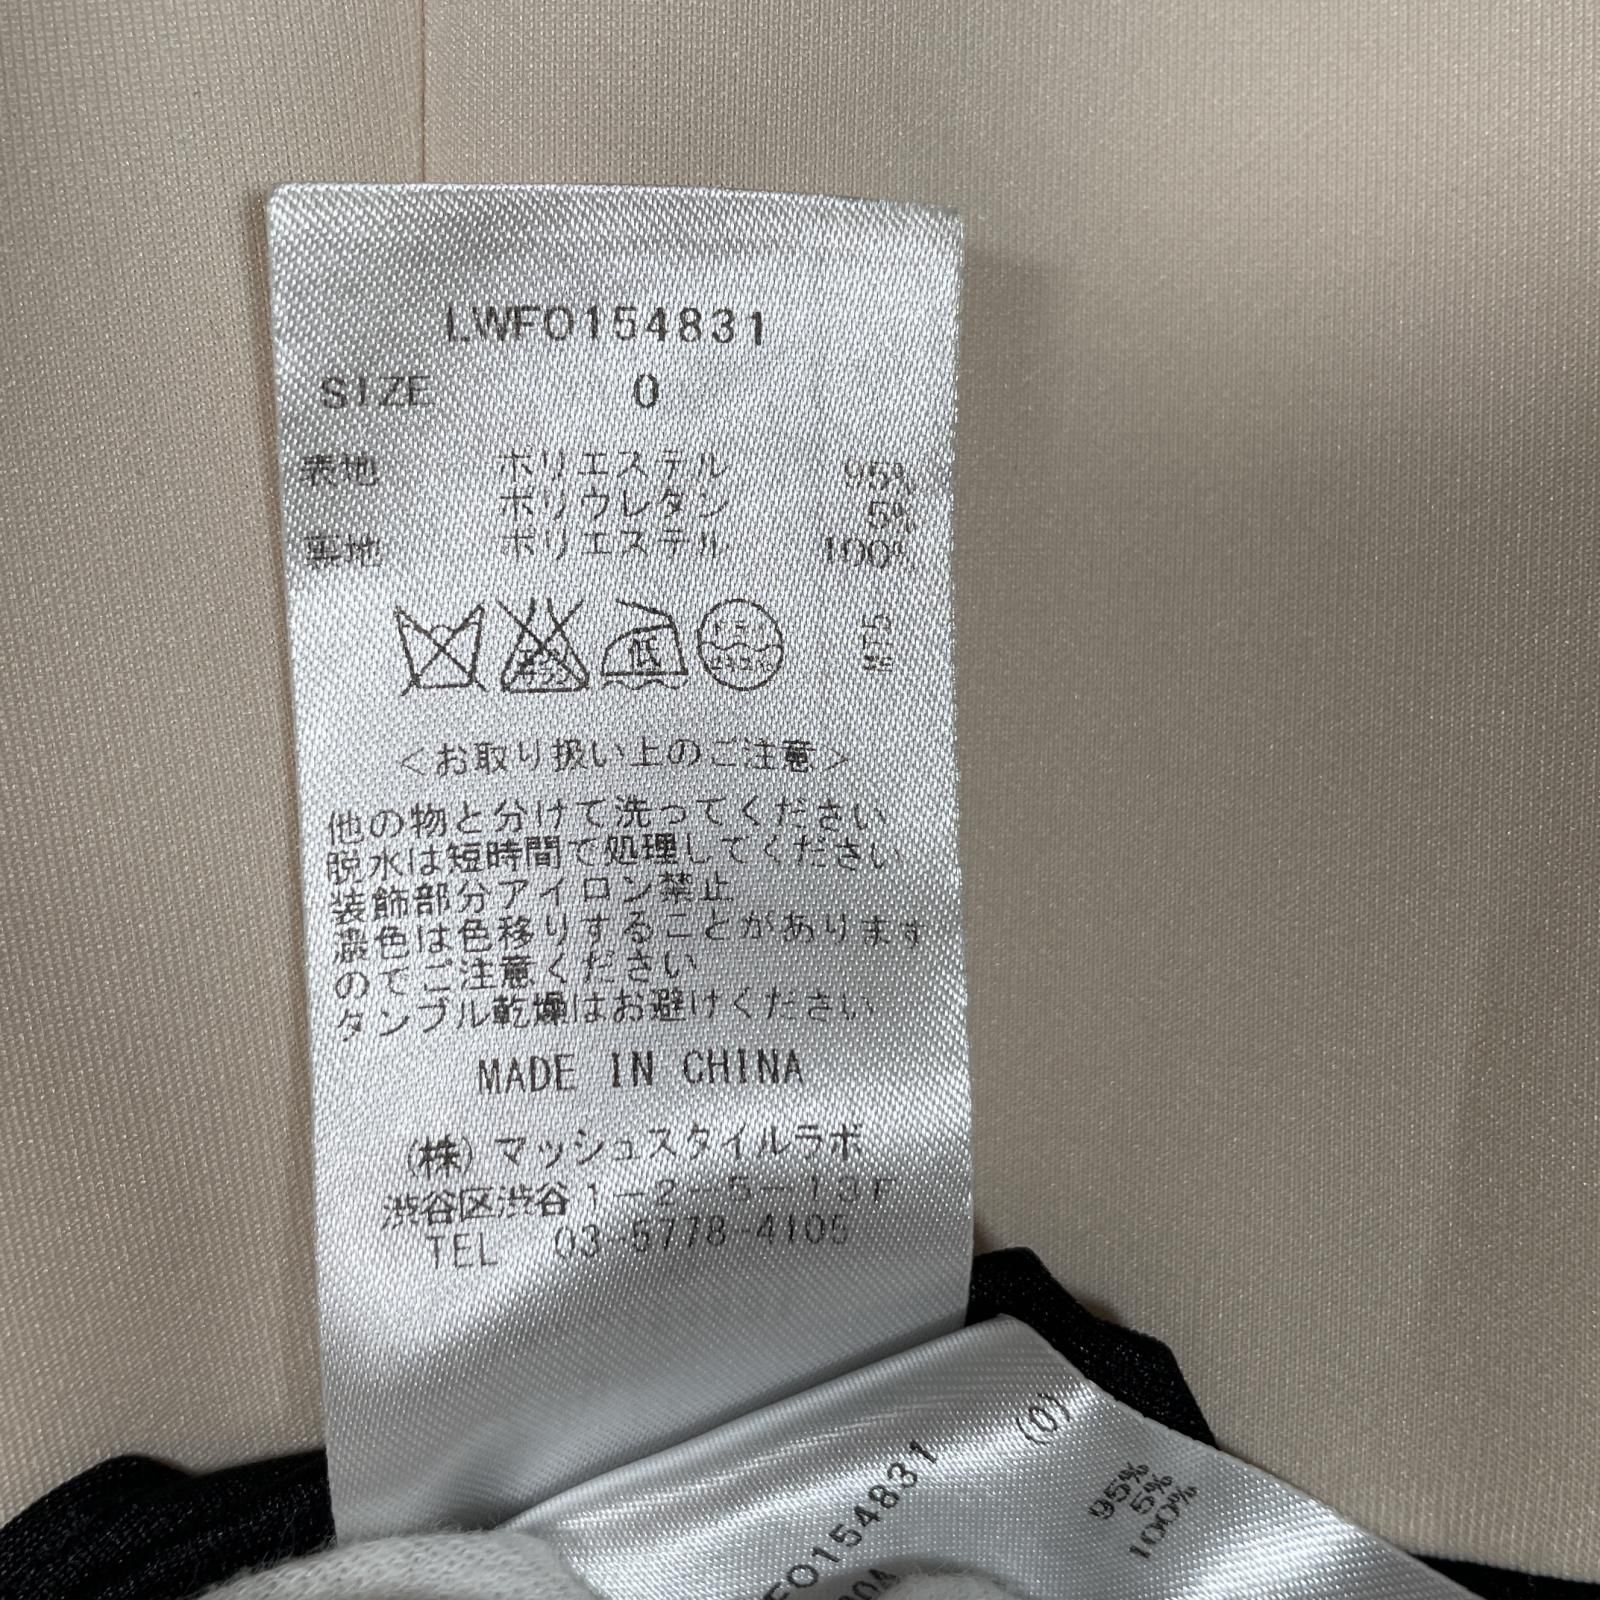 LWFO154831
SIZE 0
表地 ポリエステル 95%
ポリウレタン 5%
裏地 ポリエステル 100%
低
<お取り扱い上のご注意>
他の物と分けて洗ってください
脱水は短時間で処理してください
装飾部分アイロン禁止
濃色は色移りすることがあります
のでご注意ください
タンブル乾燥はお避けください
MADE IN CHINA
(株)マッシュスタイルラボ
渋谷区渋谷1-2-5-13F
TEL 03-5778-4105
FO154831 (0)
95%
5%
100%